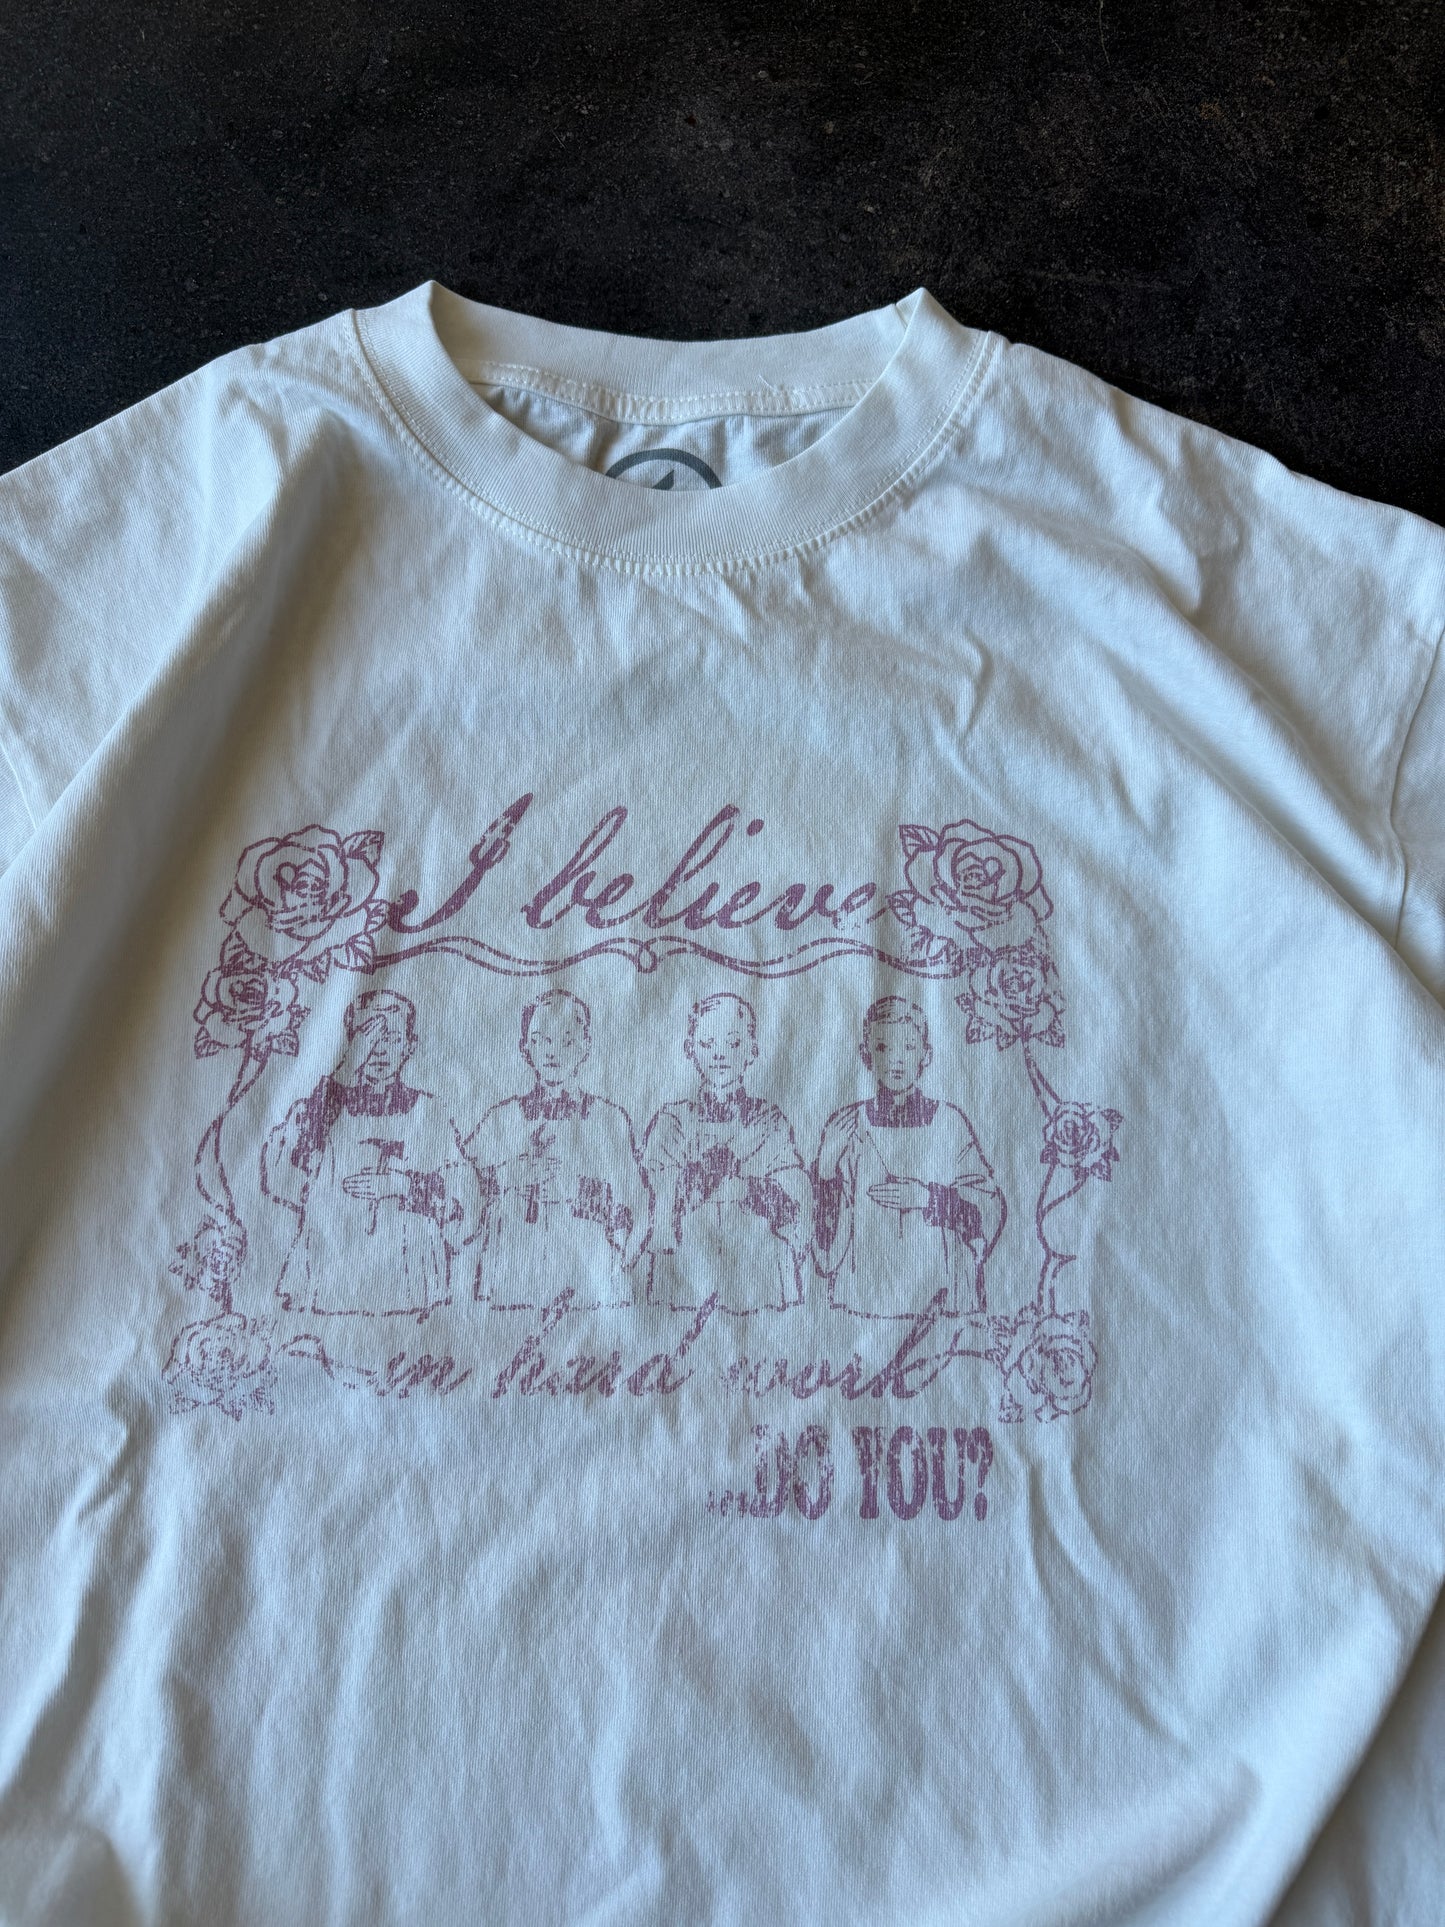 I believe
in hard work
...DO YOU?